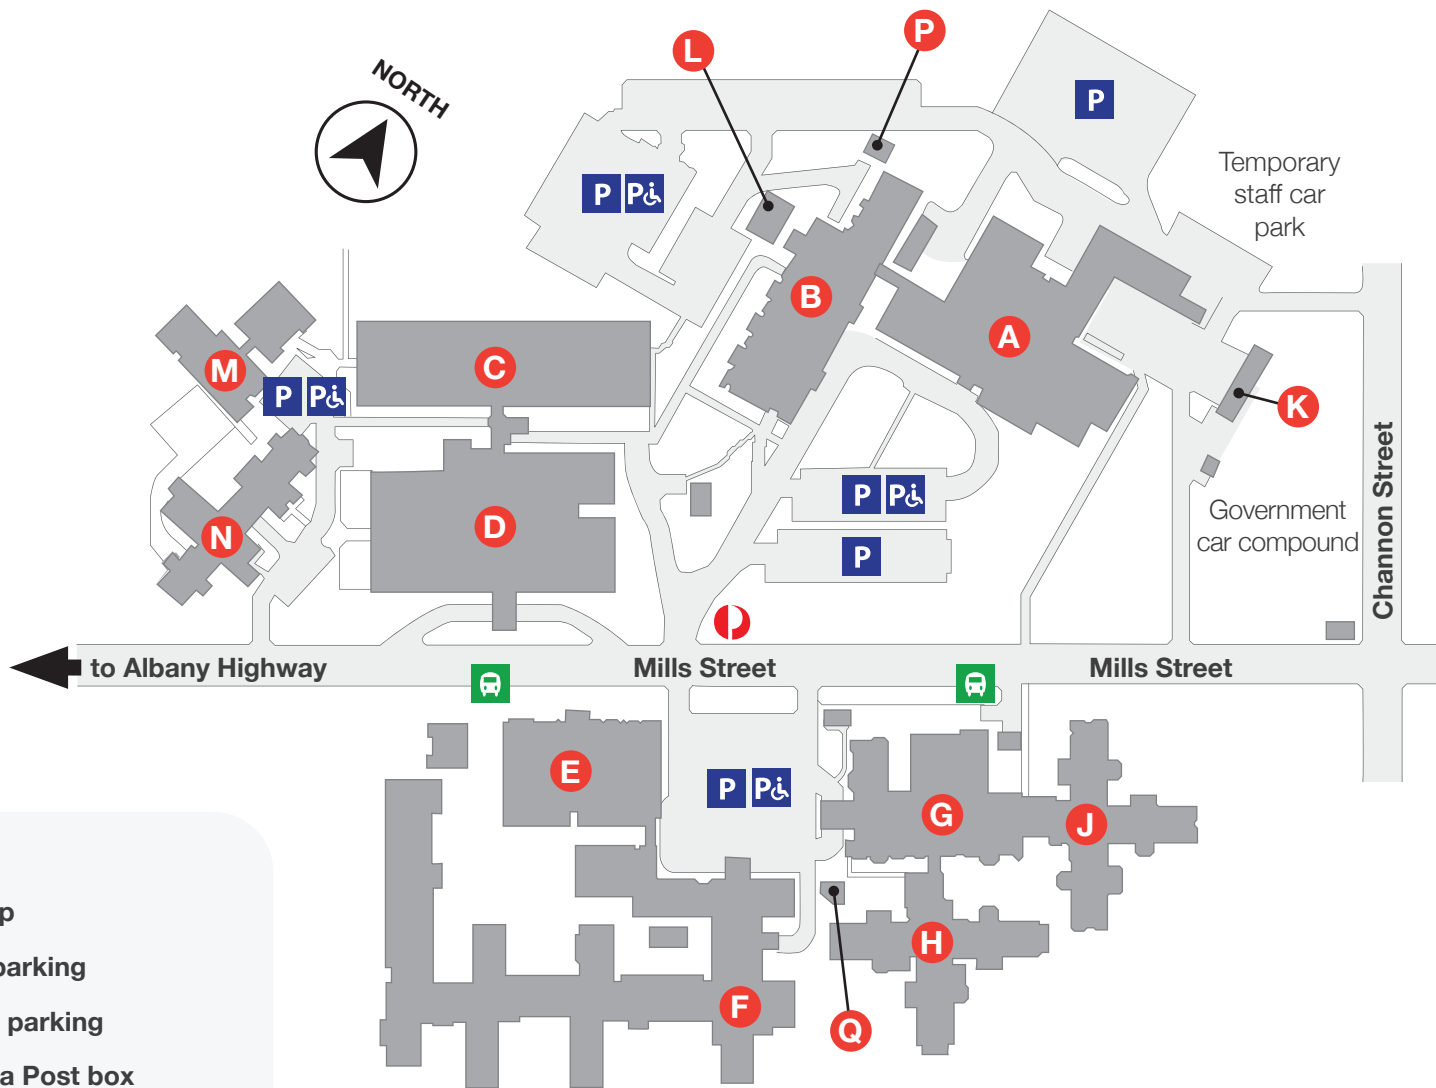 NORTH
L
P
P
Temporary
staff car
park
P
P
B
A
M
C
P
P
K
N
D
P
P
P
Government
car compound
Channon Street
to Albany Highway
Mills Street
Mills Street
E
P
P
G
J
H
F
Q
p
parking
parking
a Post box